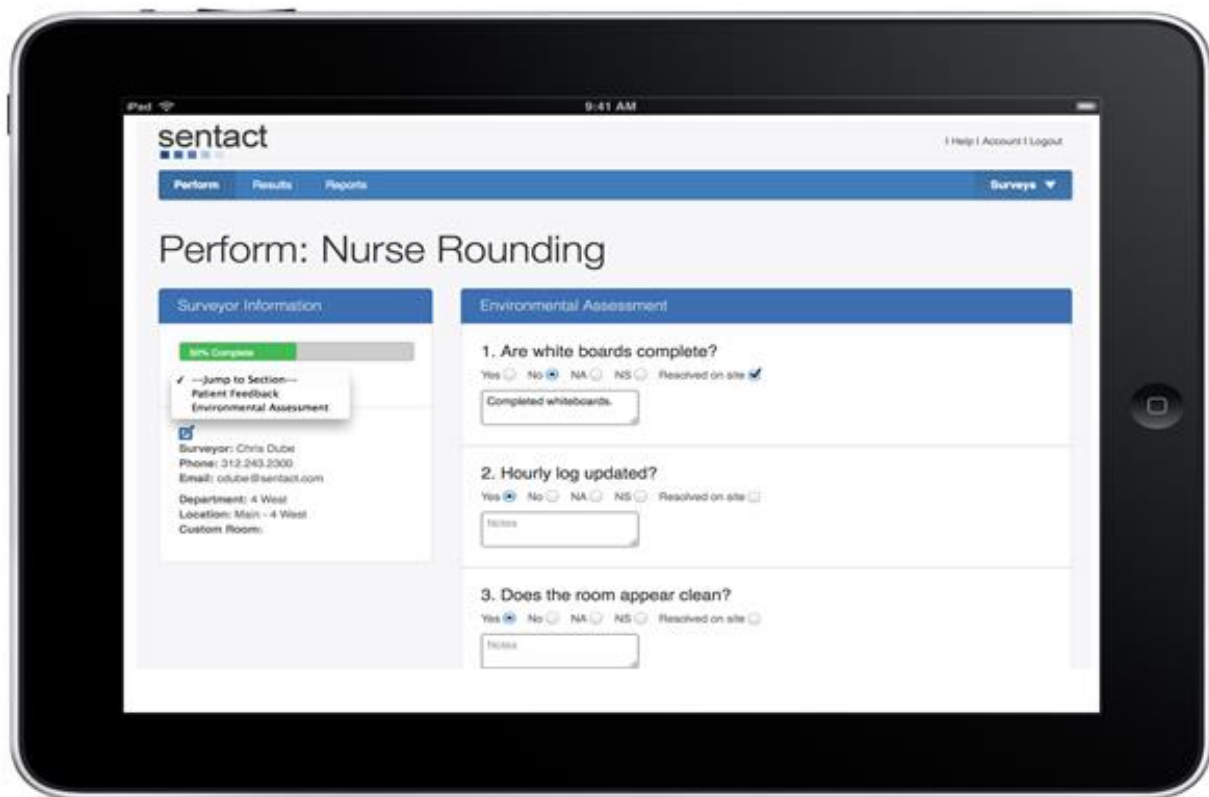 iPad
9:41 AM
sentact
| Help | Account | Logout
Perform Results Reports Surveys ▼
Perform: Nurse Rounding
Surveyor Information
50% Complete
✓ ---Jump to Section---
Patient Feedback
Environmental Assessment
Surveyor: Chris Dube
Phone: 312.243.2300
Email: cdube@sentact.com
Department: 4 West
Location: Main - 4 West
Custom Room:
Environmental Assessment
1. Are white boards complete?
Yes No NA NS Resolved on site
Completed whiteboards.
2. Hourly log updated?
Yes No NA NS Resolved on site
Notes
3. Does the room appear clean?
Yes No NA NS Resolved on site
Notes